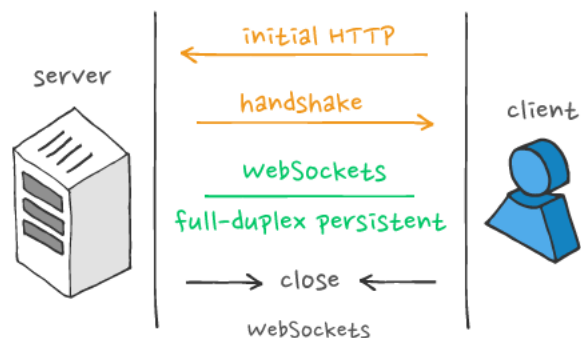 initial HTTP
server
handshake
client
webSockets
full-duplex persistent
close
webSockets